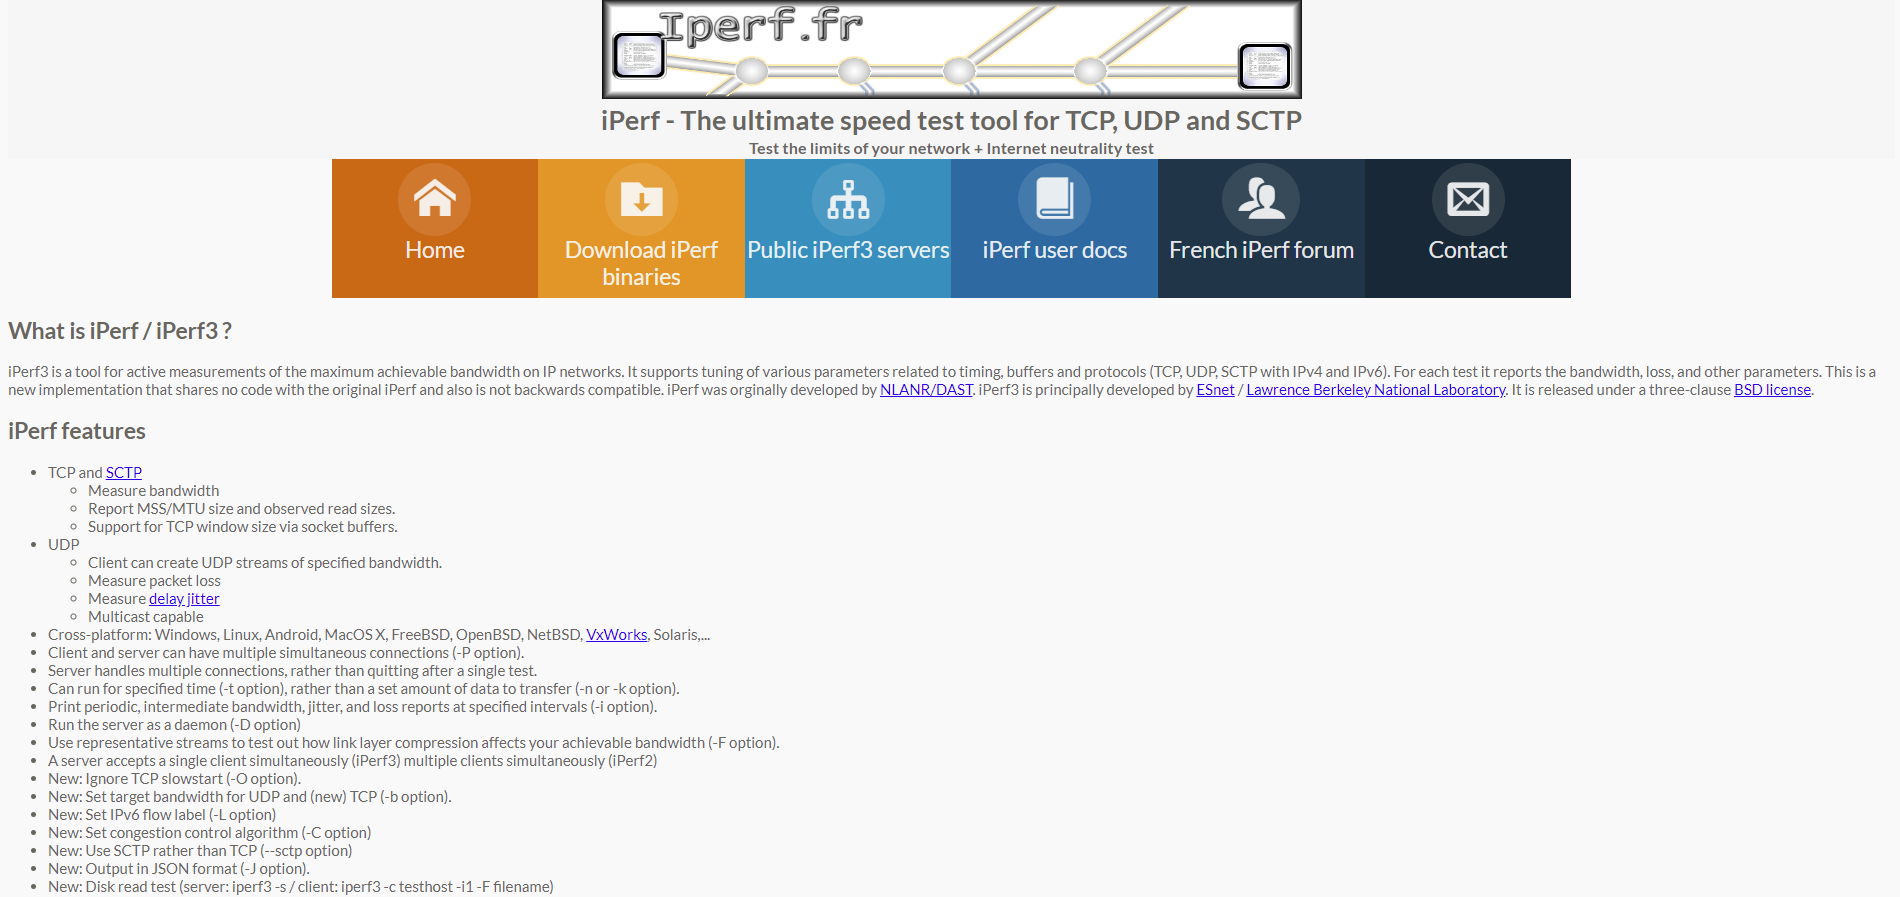 Iperf.fr
iPerf - The ultimate speed test tool for TCP, UDP and SCTP
Test the limits of your network + Internet neutrality test
Home
Download iPerf
binaries
Public iPerf3 servers
iPerf user docs
French iPerf forum
Contact
What is iPerf / iPerf3 ?
iPerf3 is a tool for active measurements of the maximum achievable bandwidth on IP networks. It supports tuning of various parameters related to timing, buffers and protocols (TCP, UDP, SCTP with IPv4 and IPv6). For each test it reports the bandwidth, loss, and other parameters. This is a
new implementation that shares no code with the original iPerf and also is not backwards compatible. iPerf was orginally developed by NLANR/DAST. iPerf3 is principally developed by ESnet / Lawrence Berkeley National Laboratory. It is released under a three-clause BSD license.
iPerf features
• TCP and SCTP
◦ Measure bandwidth
◦ Report MSS/MTU size and observed read sizes.
◦ Support for TCP window size via socket buffers.
• UDP
◦ Client can create UDP streams of specified bandwidth.
◦ Measure packet loss
◦ Measure delay jitter
◦ Multicast capable
• Cross-platform: Windows, Linux, Android, MacOS X, FreeBSD, OpenBSD, NetBSD, VxWorks, Solaris,...
• Client and server can have multiple simultaneous connections (-P option).
• Server handles multiple connections, rather than quitting after a single test.
• Can run for specified time (-t option), rather than a set amount of data to transfer (-n or -k option).
• Print periodic, intermediate bandwidth, jitter, and loss reports at specified intervals (-i option).
• Run the server as a daemon (-D option)
• Use representative streams to test out how link layer compression affects your achievable bandwidth (-F option).
• A server accepts a single client simultaneously (iPerf3) multiple clients simultaneously (iPerf2)
• New: Ignore TCP slowstart (-O option).
• New: Set target bandwidth for UDP and (new) TCP (-b option).
• New: Set IPv6 flow label (-L option)
• New: Set congestion control algorithm (-C option)
• New: Use SCTP rather than TCP (--sctp option)
• New: Output in JSON format (-J option).
• New: Disk read test (server: iperf3 -s / client: iperf3 -c testhost -i1 -F filename)